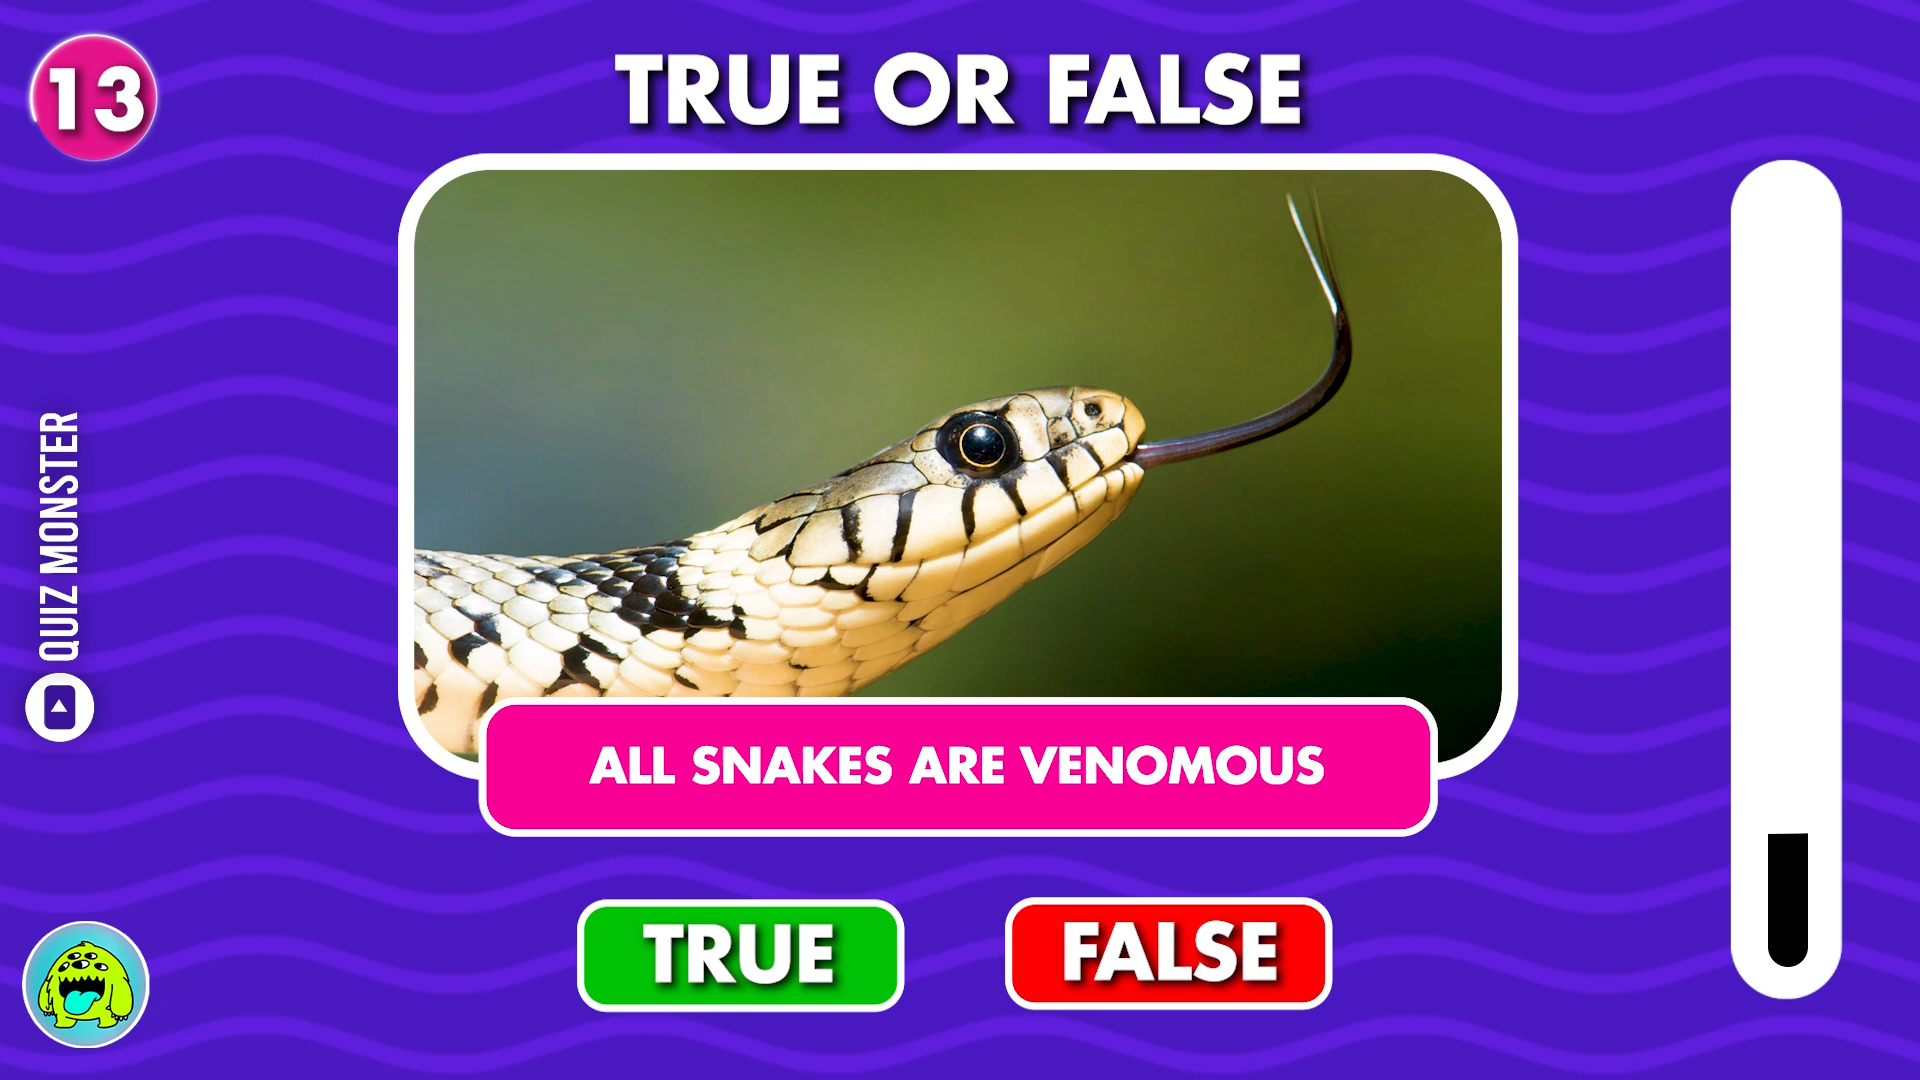 13
TRUE OR FALSE
QUIZ MONSTER
ALL SNAKES ARE VENOMOUS
TRUE
FALSE